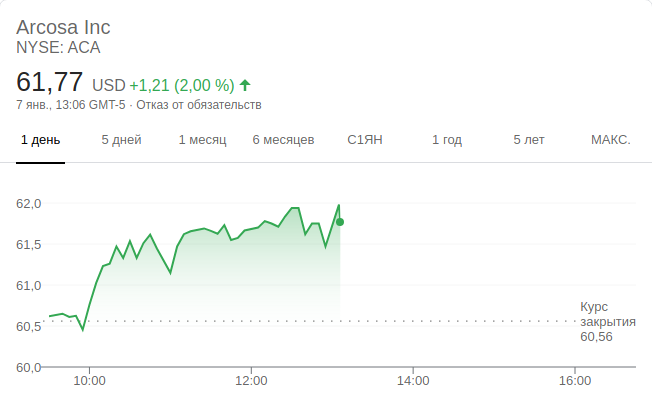 Arcosa Inc
NYSE: ACA
61,77 USD +1,21 (2,00 %)
7 янв., 13:06 GMT-5 · Отказ от обязательств
1 день 5 дней 1 месяц 6 месяцев С1ЯН 1 год 5 лет МАКС.
62,0
61,5
61,0
Курс
закрытия
60,56
60,5
60,0
10:00 12:00 14:00 16:00